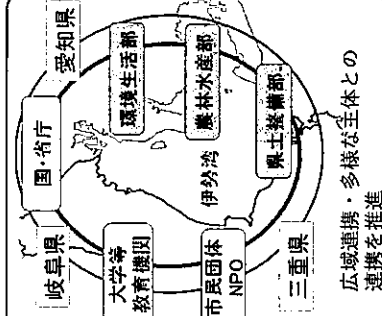 国・省庁
愛知県
岐阜県
環境生活部
大学等
教育機関
農林水産部
伊勢湾
市民団体
NPO
県土整備部
三重県
広域連携・多様な主体との
連携を推進